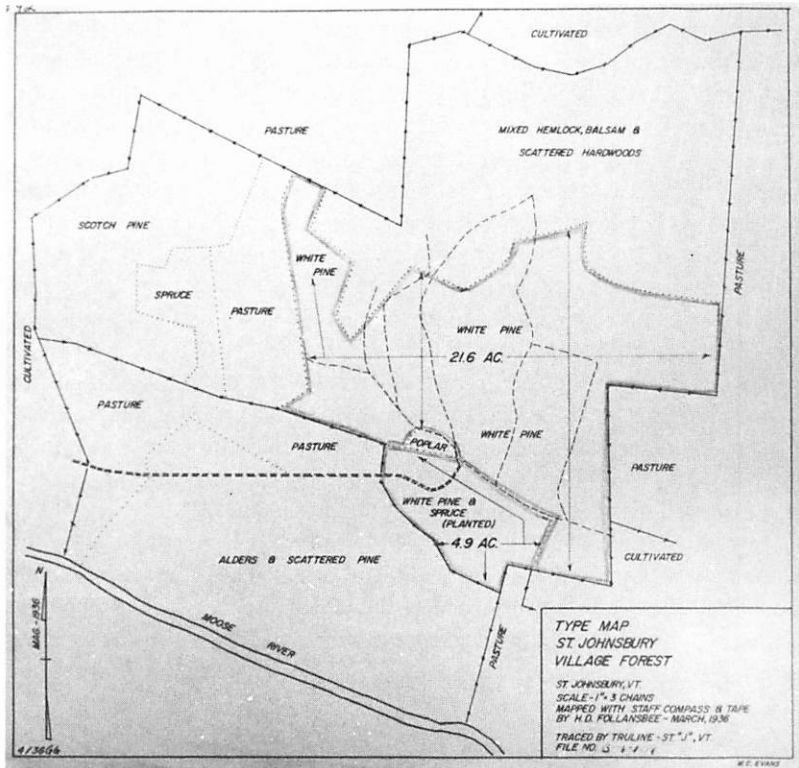 CULTIVATED
PASTURE
MIXED HEMLOCK, BALSAM &
SCATTERED HARDWOODS
SCOTCH PINE
WHITE
PINE
SPRUCE
PASTURE
PASTURE
CULTIVATED
WHITE PINE
21.6 AC.
PASTURE
PASTURE
POPLAR
WHITE PINE
PASTURE
WHITE PINE &
SPRUCE
(PLANTED)
4.9 AC.
ALDERS & SCATTERED PINE
CULTIVATED
N
MAG.-1936
MOOSE RIVER
PASTURE
TYPE MAP
ST. JOHNSBURY
VILLAGE FOREST
ST. JOHNSBURY, VT.
SCALE-1"=3 CHAINS
MAPPED WITH STAFF COMPASS & TAPE
BY H.D. FOLLANSBEE - MARCH, 1936
TRACED BY TRULINE - ST. "J", VT.
FILE NO.
4/36GG
W.C. EVANS